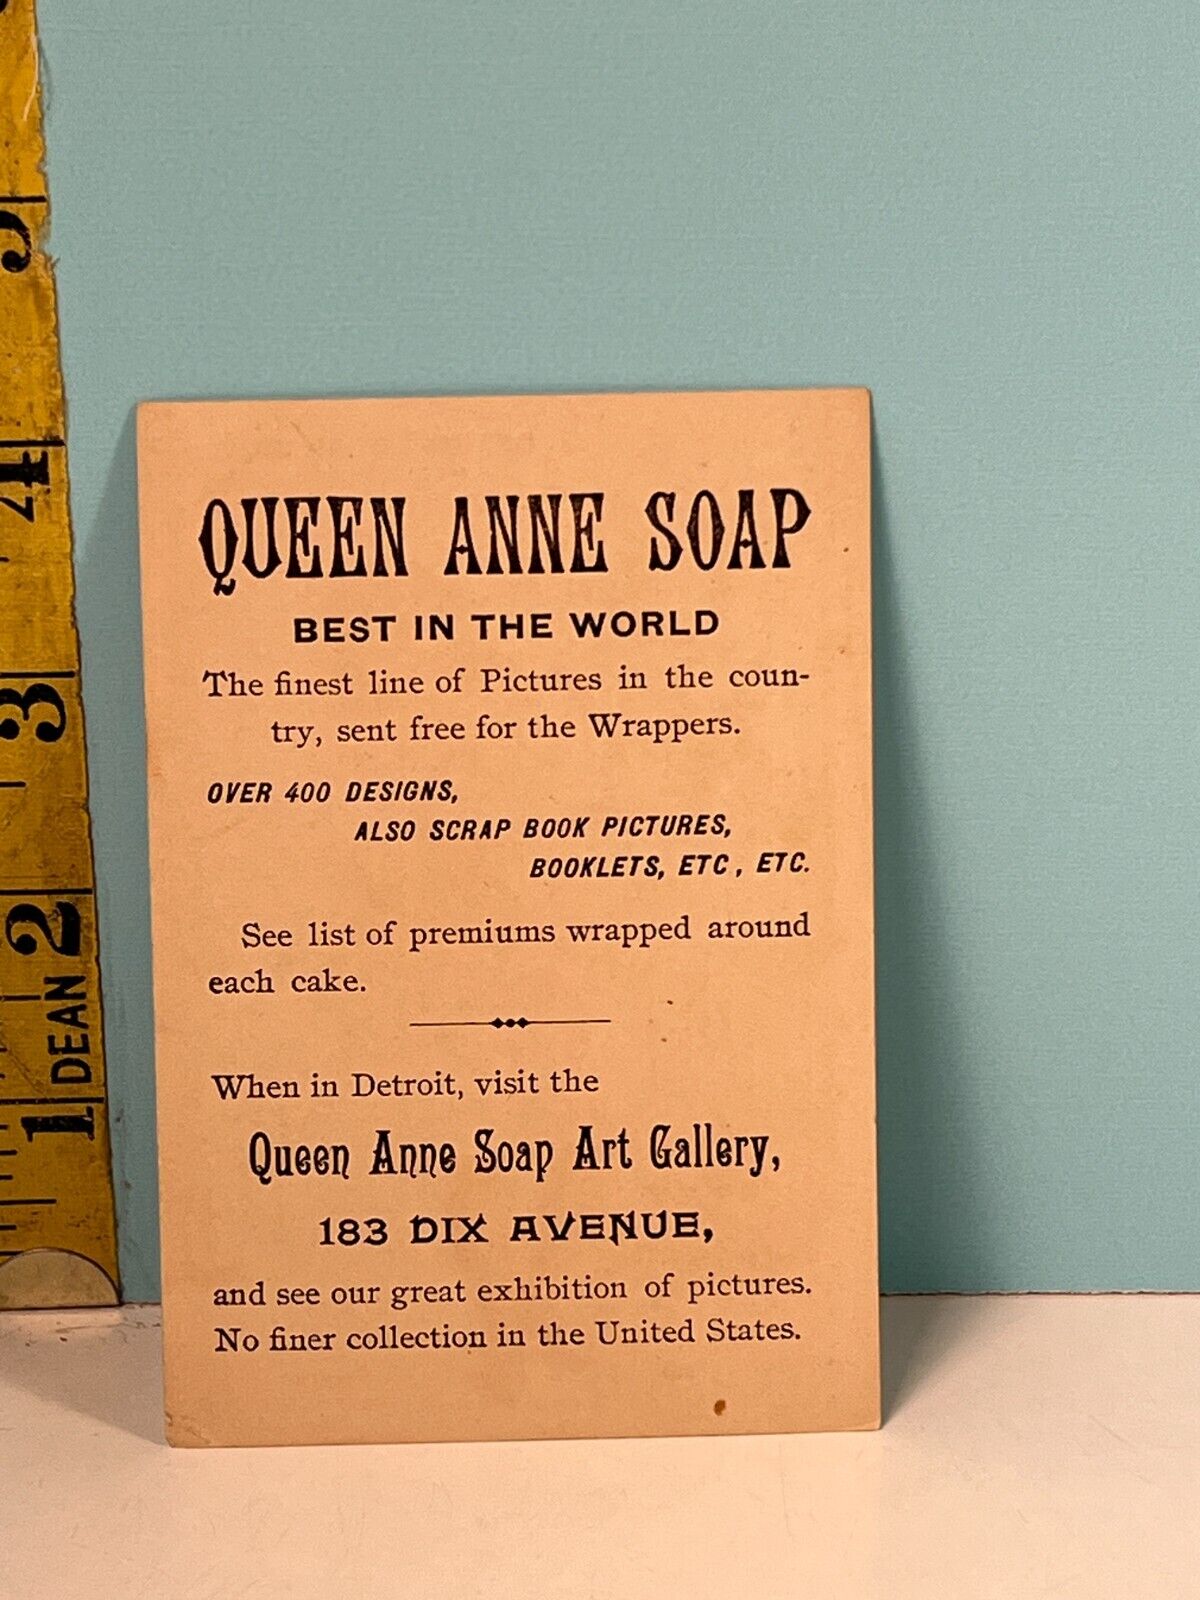 QUEEN ANNE SOAP
BEST IN THE WORLD
The finest line of Pictures in the coun-
try, sent free for the Wrappers.
OVER 400 DESIGNS,
ALSO SCRAP BOOK PICTURES,
BOOKLETS, ETC, ETC.
See list of premiums wrapped around
each cake.
When in Detroit, visit the
Queen Anne Soap Art Gallery,
183 DIX AVENUE,
and see our great exhibition of pictures.
No finer collection in the United States.
5
4
3
2
DEAN
1